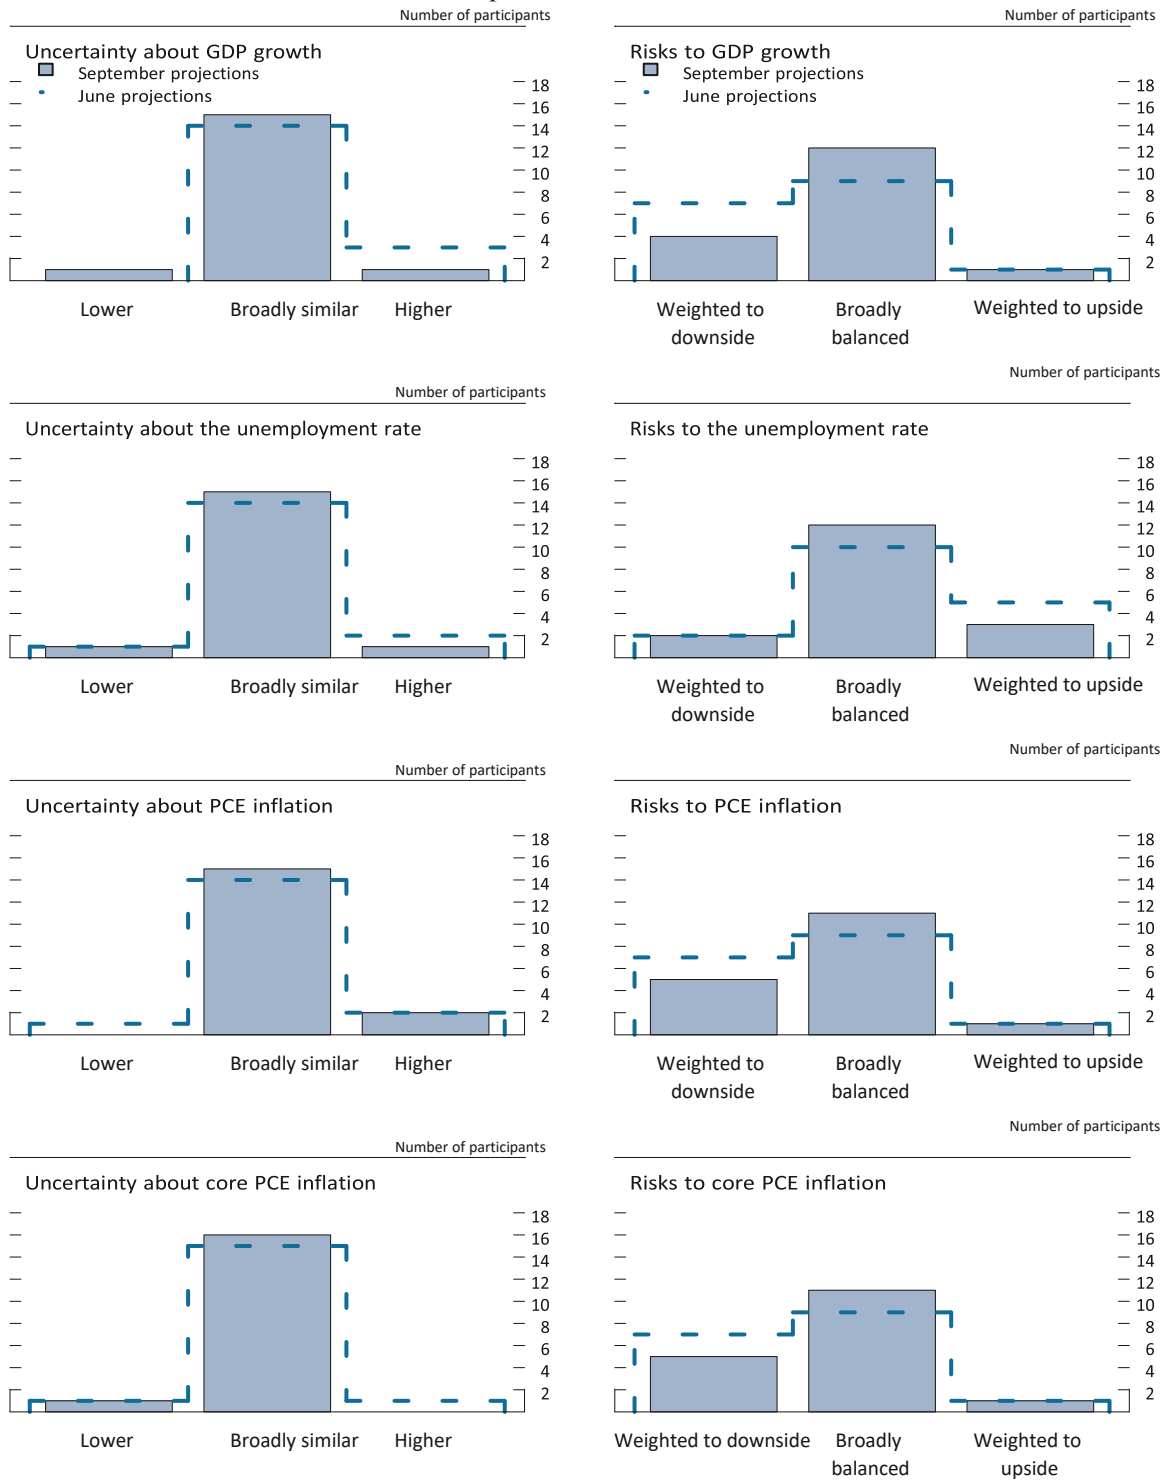 Number of participants
Uncertainty about GDP growth
September projections
June projections
18
16
14
12
10
8
6
4
2
Lower Broadly similar Higher
Number of participants
Risks to GDP growth
September projections
June projections
18
16
14
12
10
8
6
4
2
Weighted to downside Broadly balanced Weighted to upside
Number of participants
Uncertainty about the unemployment rate
18
16
14
12
10
8
6
4
2
Lower Broadly similar Higher
Number of participants
Risks to the unemployment rate
18
16
14
12
10
8
6
4
2
Weighted to downside Broadly balanced Weighted to upside
Number of participants
Uncertainty about PCE inflation
18
16
14
12
10
8
6
4
2
Lower Broadly similar Higher
Number of participants
Risks to PCE inflation
18
16
14
12
10
8
6
4
2
Weighted to downside Broadly balanced Weighted to upside
Number of participants
Uncertainty about core PCE inflation
18
16
14
12
10
8
6
4
2
Lower Broadly similar Higher
Number of participants
Risks to core PCE inflation
18
16
14
12
10
8
6
4
2
Weighted to downside Broadly balanced Weighted to upside